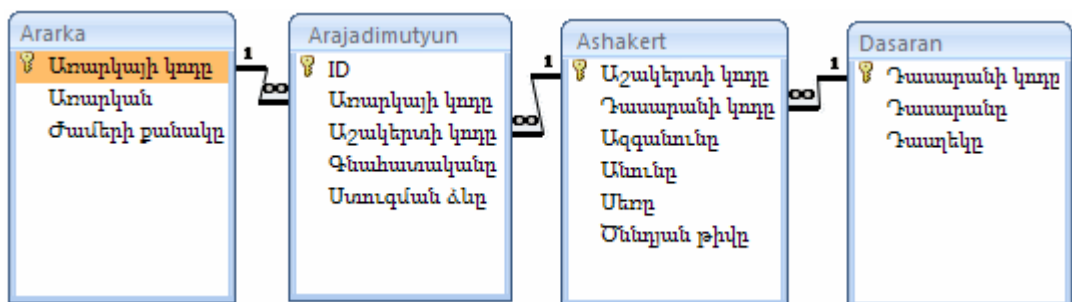 Ararka
Առարկայի կոդը
Առարկան
Ժամերի քանակը
1
∞
Arajadimutyun
ID
Առարկայի կոդը
Աշակերտի կոդը
Գնահատականը
Ստուգման ձևը
∞
1
Ashakert
Աշակերտի կոդը
Դասարանի կոդը
Ազգանունը
Անունը
Սեռը
Ծննդյան թիվը
∞
1
Dasaran
Դասարանի կոդը
Դասարանը
Դասղեկը